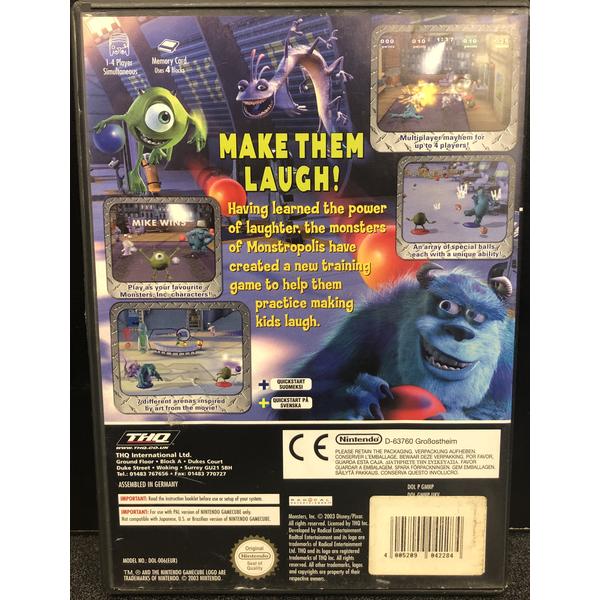 1-4 Player
Simultaneous
Memory Card
Uses 4 Blocks
MAKE THEM
LAUGH!
Having learned the power
of laughter, the monsters
of Monstropolis have
created a new training
game to help them
practice making
kids laugh.
Multiplayer mayhem for
up to 4 players!
MIKE WINS
Play as your favourite
Monsters, Inc. characters!
An array of special balls
each with a unique ability!
7 different arenas inspired
by art from the movie!
+ QUICKSTART
SUOMEKSI
+ QUICKSTART PÅ
SVENSKA
THQ
WWW.THQ.CO.UK
THQ International Ltd.
Ground Floor • Block A • Dukes Court
Duke Street • Woking • Surrey GU21 5BH
Tel.: 01483 767656 • Fax: 01483 770727
ASSEMBLED IN GERMANY
CE
Nintendo D-63760 Großostheim
PLEASE RETAIN THE PACKAGING. VERPACKUNG AUFHEBEN.
CONSERVER L'EMBALLAGE. BEWAAR DEZE VERPAKKING. POR FAVOR,
GUARDAR ESTA CAJA. ΔΙΑΤΗΡΕΙΤΕ ΤΗ ΣΥΣΚΕΥΑΣΙΑ. POR FAVOR
GUARDAR A EMBALAGEM. SPARA FÖRPACKNINGEN. GEM EMBALLAGEN.
SÄILYTÄ PAKKAUS. CONSERVA QUESTO INVOLUCRO.
DOL P GMHP
IMPORTANT: Read the instruction booklet before use or setup of your system.
IMPORTANT: For use with PAL version of NINTENDO GAMECUBE only.
Not compatible with Japanese, U.S. or Brazilian version of NINTENDO GAMECUBE.
RADICAL
ENTERTAINMENT
Monsters, Inc. © 2003 Disney/Pixar.
All rights reserved. Licensed by THQ Inc.
Developed by Radical Entertainment.
Radical Entertainment and its logo are
trademarks of Radical Entertainment.
THQ and its logo are registered
trademarks of THQ Inc. All rights
reserved. All other trademarks, logos
and copyrights are property of their
respective owners.
4 005209 042284
MODEL NO.: DOL-006(EUR)
Original
Nintendo
Seal of
Quality
TM, ® AND THE NINTENDO GAMECUBE LOGO ARE
TRADEMARKS OF NINTENDO. © 2003 NINTENDO.